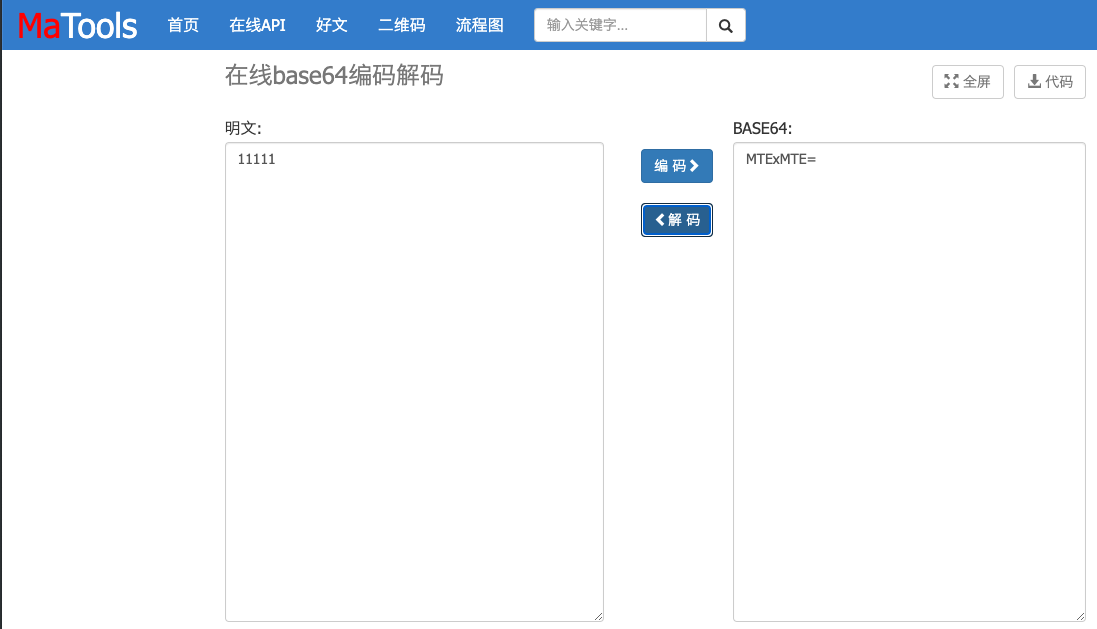 MaTools 首页 在线API 好文 二维码 流程图 输入关键字...
在线base64编码解码
全屏 代码
明文: BASE64:
11111 编 码 MTExMTE=
解 码